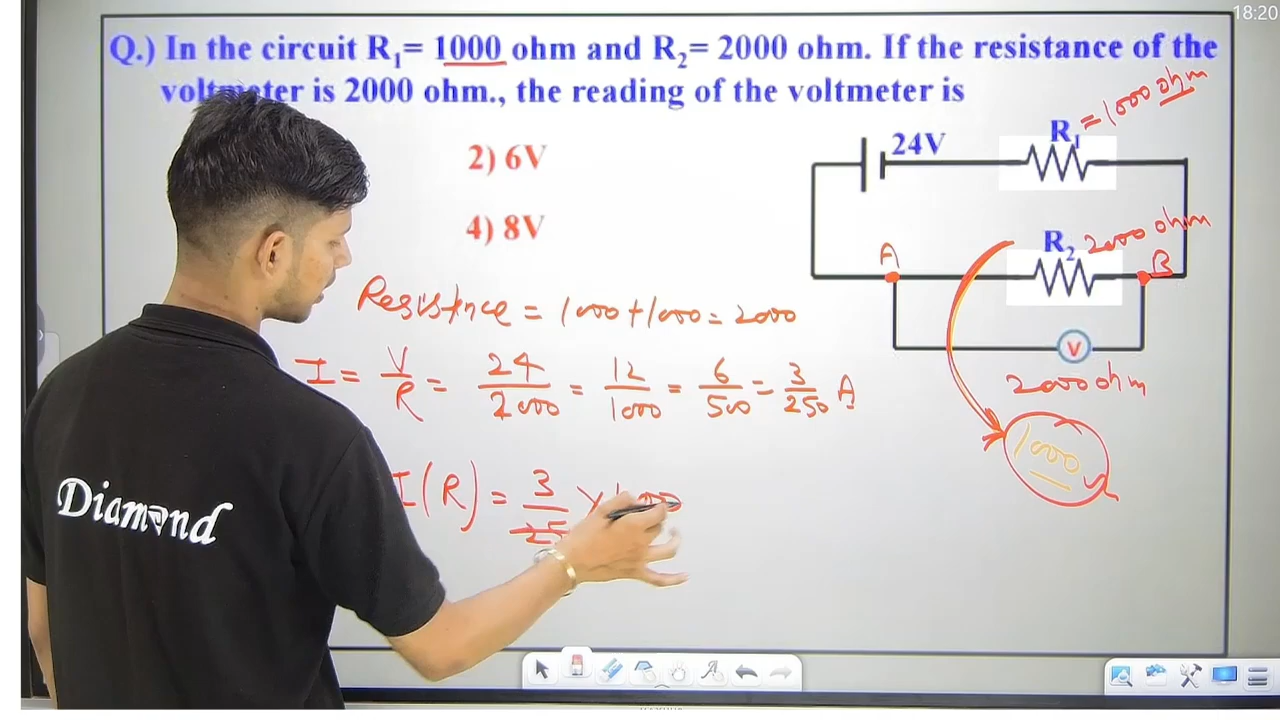 18:20
Q.) In the circuit R₁= 1000 ohm and R₂= 2000 ohm. If the resistance of the
voltmeter is 2000 ohm., the reading of the voltmeter is
2) 6V
4) 8V
24V
R₁ = 1000 ohm
R₂ 2000 ohm
A
B
V
2000 ohm
1000
Resistance = 1000+1000 = 2000
I = V/R = 24/2000 = 12/1000 = 6/500 = 3/250 A
I(R) = 3/25
Diamond